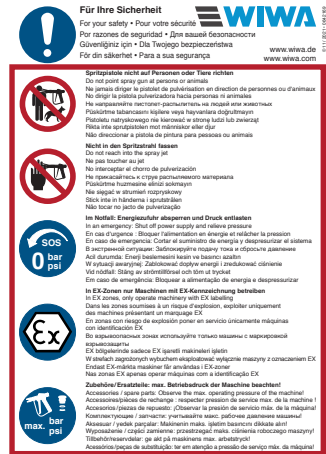 Für Ihre Sicherheit
For your safety • Pour votre sécurité
Por razones de seguridad • Для вашей безопасности
Güvenliğiniz için • Dla Twojego bezpieczeństwa
För din säkerhet • Para a sua segurança
WIWA
www.wiwa.de
www.wiwa.com
Spritzpistole nicht auf Personen oder Tiere richten
Do not point spray gun at persons or animals
Ne jamais diriger le pistolet de pulvérisation en direction de personnes ou d'animaux
No dirigir la pistola pulverizadora hacia personas ni animales
Не направляйте пистолет-распылитель на людей или животных
Püskürtme tabancasını kişilere veya hayvanlara doğrultmayın
Pistoletu natryskowego nie kierować w stronę ludzi lub zwierząt
Rikta inte sprutpistolen mot människor eller djur
Não direccionar a pistola de pintura para pessoas ou animais
Nicht in den Spritzstrahl fassen
Do not reach into the spray jet
Ne pas toucher au jet
No interceptar el chorro de pulverización
Не прикасайтесь к струе распыляемого материала
Püskürtme huzmesine elinizi sokmayın
Nie sięgać w strumień rozpryskowy
Stick inte in händerna i sprutstrålen
Não tocar no jacto de pulverização
SOS
0 bar
psi
Im Notfall: Energiezufuhr absperren und Druck entlasten
In an emergency: Shut off power supply and relieve pressure
En cas d'urgence : Bloquer l'alimentation en énergie et relâcher la pression
En caso de emergencia: Cortar el suministro de energía y despresurizar el sistema
В экстренной ситуации: Заблокируйте подачу тока и сбросьте давление
Acil durumda: Enerji beslemesini kesin ve basıncı azaltın
W sytuacji awaryjnej: Zablokować dopływ energii i zredukować ciśnienie
Vid nödfall: Stäng av strömtillförsel och töm ut trycket
Em caso de emergência: Bloquear a alimentação de energia e despressurizar
Ex
In EX-Zonen nur Maschinen mit EX-Kennzeichnung betreiben
In EX zones, only operate machinery with EX labelling
Dans les zones soumises à un risque d'explosion, exploiter uniquement
des machines présentant un marquage EX
En zonas con riesgo de explosión poner en servicio únicamente máquinas
con identificación EX
Во взрывоопасных зонах используйте только машины с маркировкой
взрывозащиты
EX bölgelerinde sadece EX işaretli makineleri işletin
W strefach zagrożonych wybuchem eksploatować wyłącznie maszyny z oznaczeniem EX
Endast EX-märkta maskiner får användas i EX-zoner
Nas zonas EX apenas operar máquinas com a identificação EX
max. bar
psi
Zubehöre/Ersatzteile: max. Betriebsdruck der Maschine beachten!
Accessories / spare parts: Observe the max. operating pressure of the machine!
Accessoires/pièces de rechange : respecter pression de service max. de la machine !
Accesorios/piezas de repuesto: ¡Observar la presión de servicio máx. de la máquina!
Комплектующие / запчасти: учитывайте макс. рабочее давление машины!
Aksesuar / yedek parçalar: Makinenin maks. işletim basıncını dikkate alın!
Wyposażenie / części zamienne: przestrzegać maks. ciśnienia roboczego maszyny!
Tillbehör/reservdelar: ge akt på maskinens max. arbetstryck!
Acessórios/peças de substituição: ter em atenção a pressão de serviço máx. da máquina!